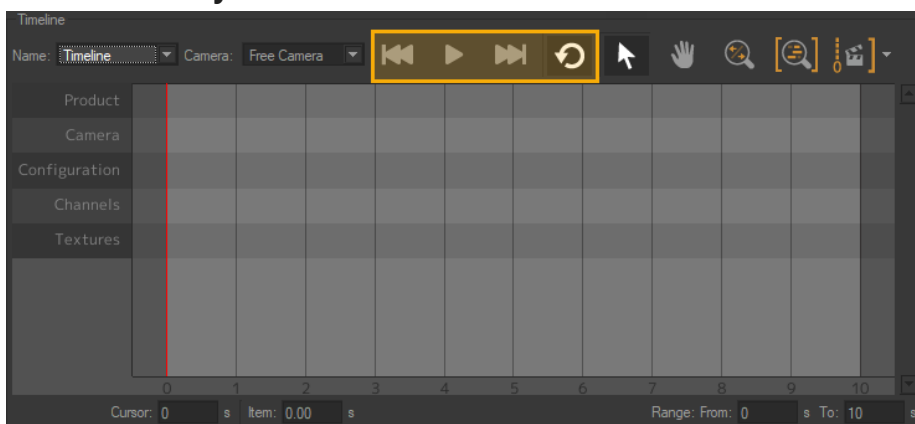 Timeline
Name: Timeline Camera: Free Camera
Product
Camera
Configuration
Channels
Textures
0 1 2 3 4 5 6 7 8 9 10
Cursor: 0 s Item: 0.00 s Range: From: 0 s To: 10 s